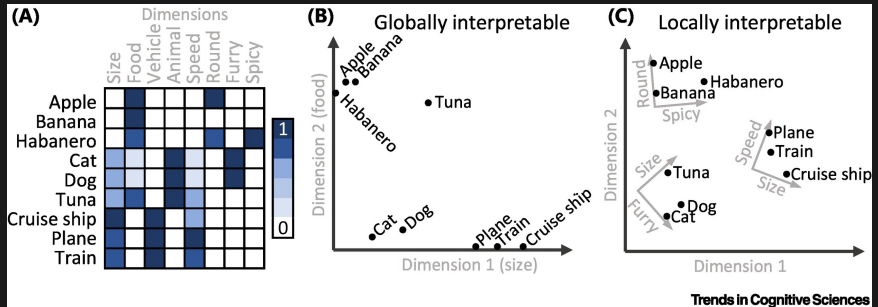 (A)
Dimensions
Size
Food
Vehicle
Animal
Speed
Round
Furry
Spicy
Apple
Banana
Habanero
Cat
Dog
Tuna
Cruise ship
Plane
Train
1
0
(B)
Globally interpretable
Dimension 2 (food)
Apple
Banana
Habanero
Tuna
Cat
Dog
Plane
Train
Cruise ship
Dimension 1 (size)
(C)
Locally interpretable
Dimension 2
Round
Apple
Habanero
Banana
Spicy
Speed
Plane
Train
Cruise ship
Size
Size
Tuna
Dog
Cat
Furry
Dimension 1
Trends in Cognitive Sciences